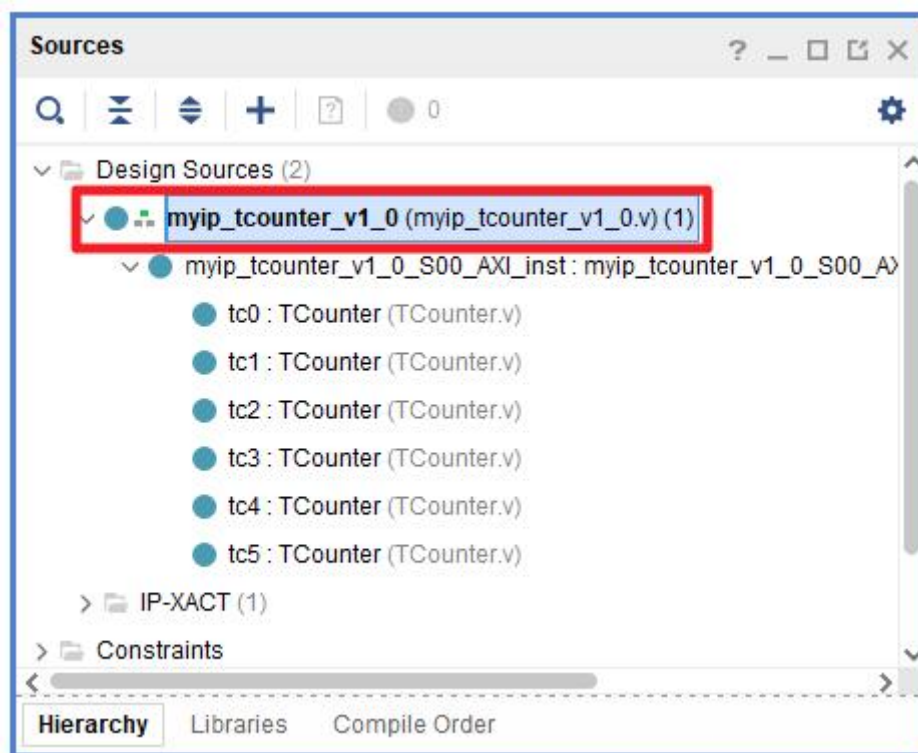 Sources
? 0
Design Sources (2)
myip_tcounter_v1_0 (myip_tcounter_v1_0.v) (1)
myip_tcounter_v1_0_S00_AXI_inst : myip_tcounter_v1_0_S00_AX
tc0 : TCounter (TCounter.v)
tc1 : TCounter (TCounter.v)
tc2 : TCounter (TCounter.v)
tc3 : TCounter (TCounter.v)
tc4 : TCounter (TCounter.v)
tc5 : TCounter (TCounter.v)
IP-XACT (1)
Constraints
Hierarchy Libraries Compile Order